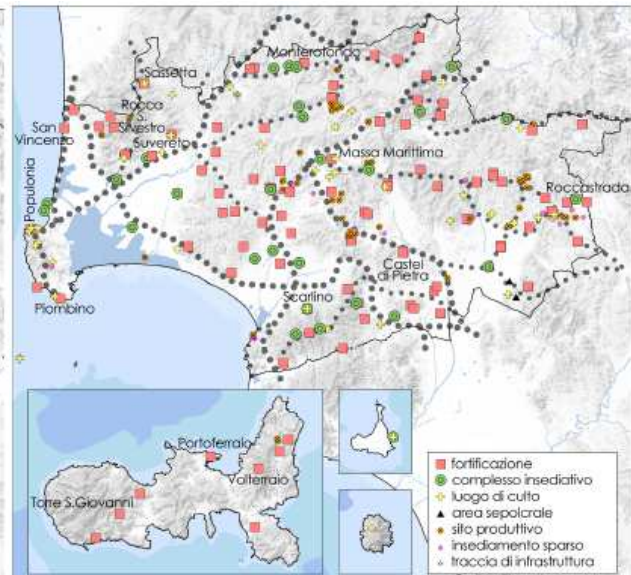 Monterotondo
Sassetta
Rocca
S.
Silvestro
San
Vincenzo
Suvereto
Massa Marittima
Populonia
Roccastrada
Castel
di Pietra
Scarlino
Piombino
Portoferraio
Volterraio
Torre S.Giovanni
fortificazione
complesso insediativo
luogo di culto
area sepolcrale
sito produttivo
insediamento sparso
traccia di infrastruttura